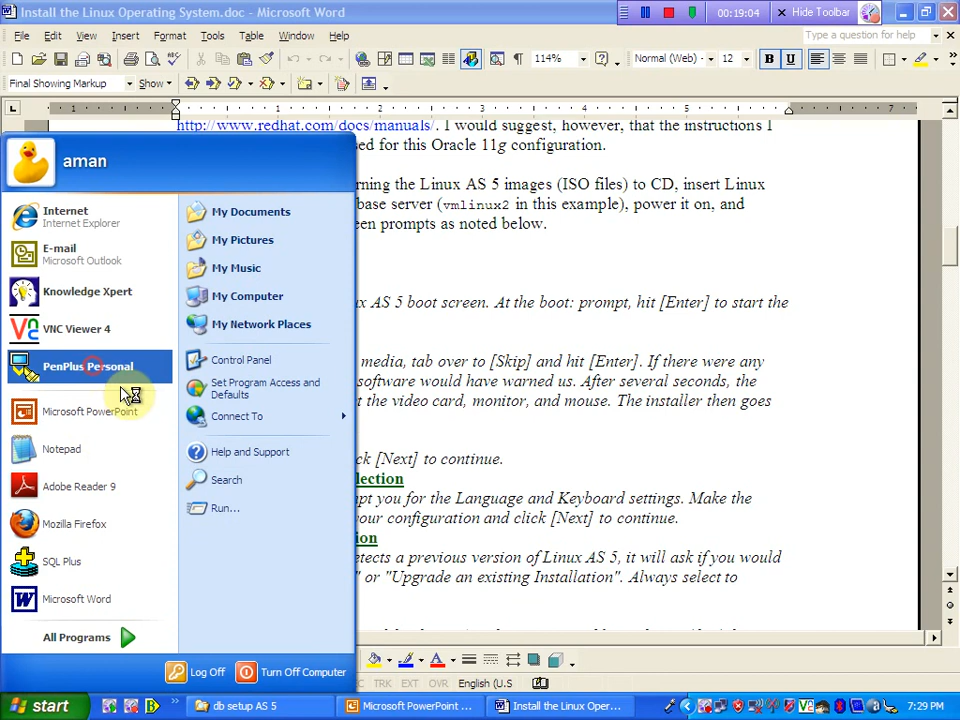 Install the Linux Operating System.doc - Microsoft Word
00:19:04
Hide Toolbar
File Edit View Insert Format Tools Table Window Help
Type a question for help
114%
Normal (Web)
12
B U
Final Showing Markup
Show
1 1 2 3 4 5 6 7
http://www.redhat.com/docs/manuals/. I would suggest, however, that the instructions I
ed for this Oracle 11g configuration.
rning the Linux AS 5 images (ISO files) to CD, insert Linux
base server (vmlinux2 in this example), power it on, and
een prompts as noted below.
ux AS 5 boot screen. At the boot: prompt, hit [Enter] to start the
media, tab over to [Skip] and hit [Enter]. If there were any
software would have warned us. After several seconds, the
t the video card, monitor, and mouse. The installer then goes
ck [Next] to continue.
lection
pt you for the Language and Keyboard settings. Make the
your configuration and click [Next] to continue.
ion
etects a previous version of Linux AS 5, it will ask if you would
" or "Upgrade an existing Installation". Always select to
aman
Internet
Internet Explorer
E-mail
Microsoft Outlook
Knowledge Xpert
VNC Viewer 4
PenPlus Personal
Microsoft PowerPoint
Notepad
Adobe Reader 9
Mozilla Firefox
SQL Plus
Microsoft Word
All Programs
My Documents
My Pictures
My Music
My Computer
My Network Places
Control Panel
Set Program Access and
Defaults
Connect To
Help and Support
Search
Run...
Log Off
Turn Off Computer
TRK EXT OVR English (U.S
start
db setup AS 5
Microsoft PowerPoint ...
Install the Linux Oper...
7:29 PM